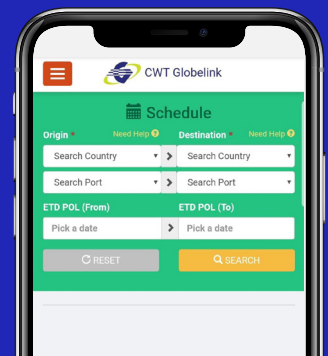 CWT Globelink
Schedule
Origin * Need Help ? Destination * Need Help ?
Search Country Search Country
Search Port Search Port
ETD POL (From) ETD POL (To)
Pick a date Pick a date
RESET SEARCH